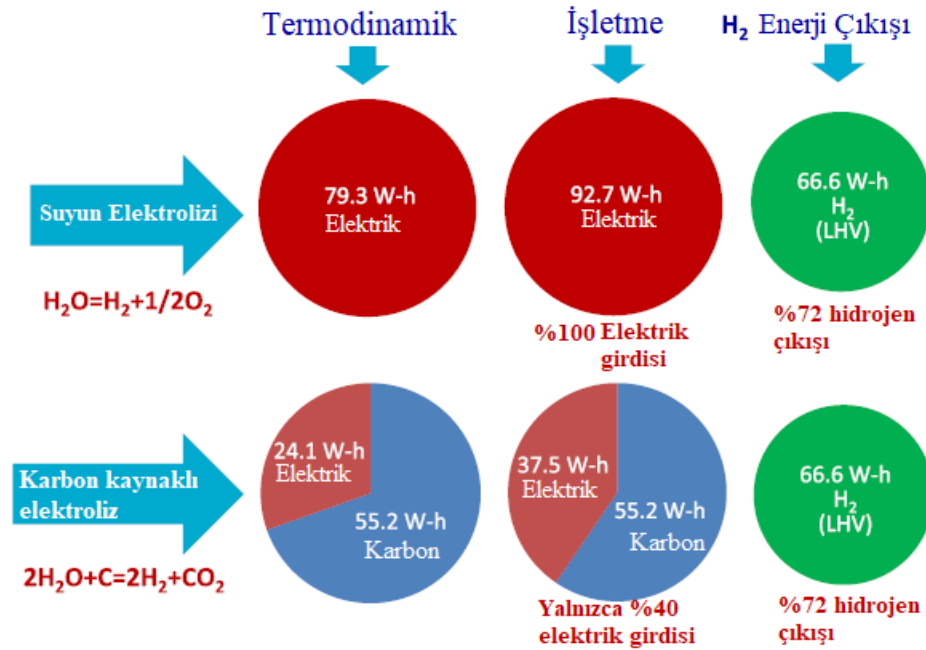 Termodinamik
İşletme
H₂ Enerji Çıkışı
Suyun Elektrolizi
H₂O=H₂+1/2O₂
79.3 W-h
Elektrik
92.7 W-h
Elektrik
%100 Elektrik
girdisi
66.6 W-h
H₂
(LHV)
%72 hidrojen
çıkışı
Karbon kaynaklı
elektroliz
2H₂O+C=2H₂+CO₂
24.1 W-h
Elektrik
55.2 W-h
Karbon
37.5 W-h
Elektrik
55.2 W-h
Karbon
Yalnızca %40
elektrik girdisi
66.6 W-h
H₂
(LHV)
%72 hidrojen
çıkışı